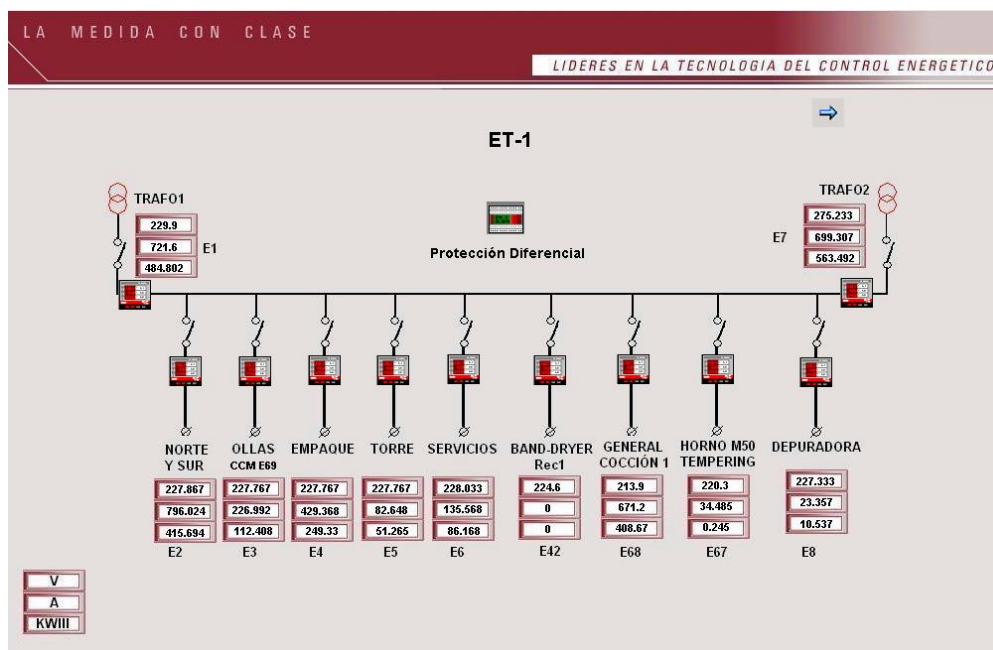 LA MEDIDA CON CLASE
LIDERES EN LA TECNOLOGIA DEL CONTROL ENERGETICO
ET-1
TRAFO1
229.9
721.6
484.802
E1
Protección Diferencial
TRAFO2
275.233
699.307
563.492
E7
NORTE
Y SUR
227.867
796.024
415.694
E2
OLLAS
CCM E69
227.767
226.992
112.408
E3
EMPAQUE
227.767
429.368
249.33
E4
TORRE
227.767
82.648
51.265
E5
SERVICIOS
228.033
135.568
86.168
E6
BAND-DRYER
Rec1
224.6
0
0
E42
GENERAL
COCCIÓN 1
213.9
671.2
408.67
E68
HORNO M50
TEMPERING
220.3
34.485
0.245
E67
DEPURADORA
227.333
23.357
10.537
E8
V
A
KWIII